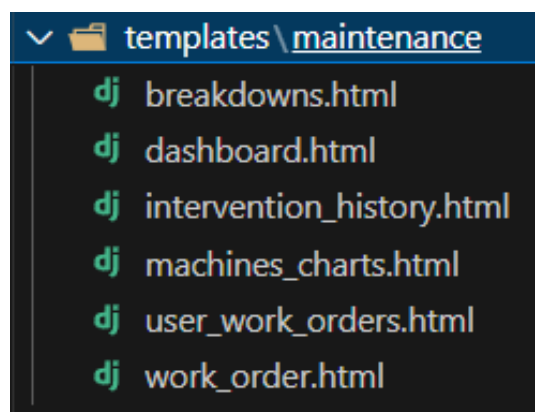 templates\maintenance
dj breakdowns.html
dj dashboard.html
dj intervention_history.html
dj machines_charts.html
dj user_work_orders.html
dj work_order.html